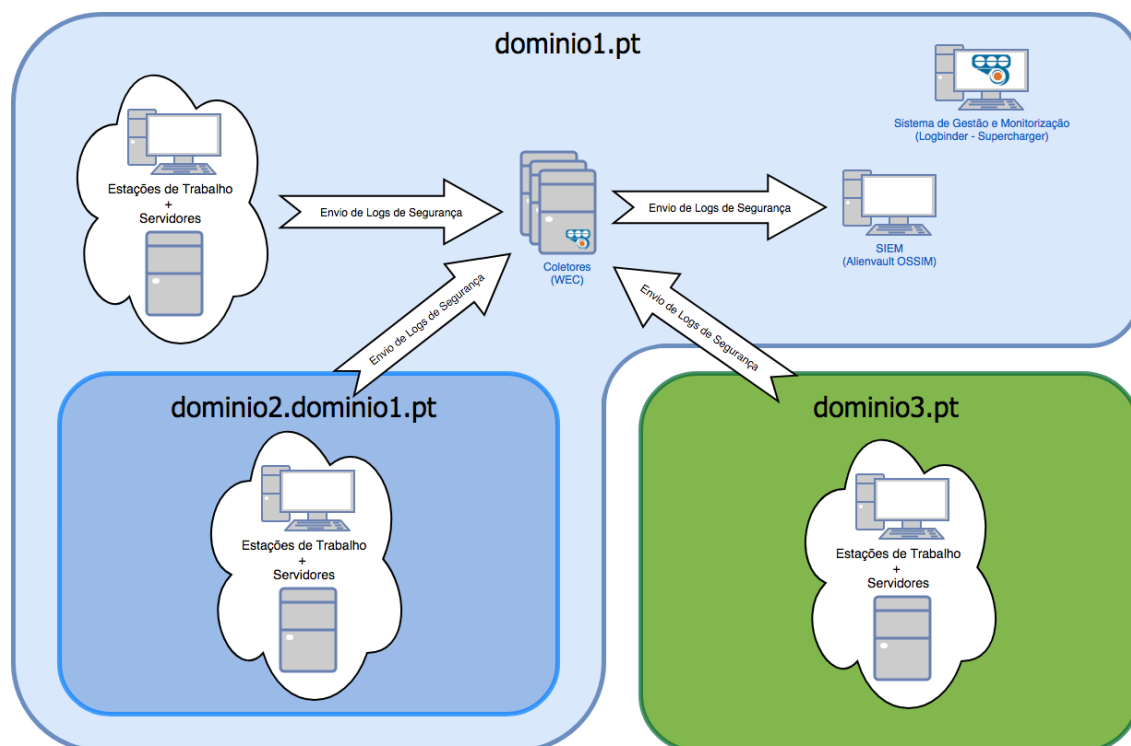 dominio1.pt
Sistema de Gestão e Monitorização
(Logbinder - Supercharger)
Estações de Trabalho
+
Servidores
Envio de Logs de Segurança
Envio de Logs de Segurança
Coletores
(WEC)
SIEM
(Alienvault OSSIM)
Envio de Logs de Segurança
Envio de Logs de Segurança
dominio2.dominio1.pt
Estações de Trabalho
+
Servidores
dominio3.pt
Estações de Trabalho
+
Servidores